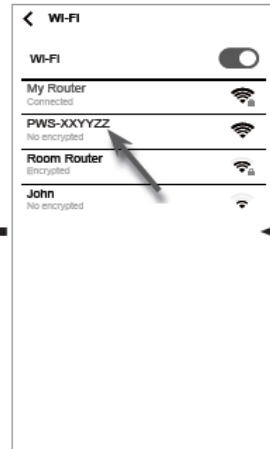 WI-FI
WI-FI
My Router
Connected
PWS-XXYYZZ
No encrypted
Room Router
Encrypted
John
No encrypted